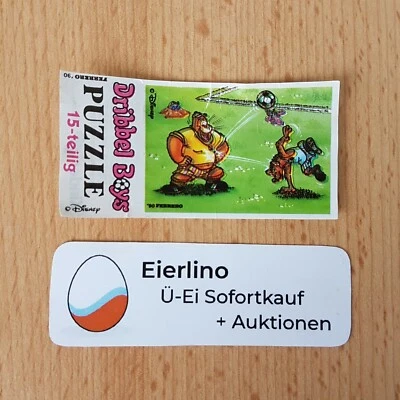 FERRERO '90
Dribbel Boys
PUZZLE
15-teilig
© Disney
© Disney
'90 FERRERO
Eierlino
Ü-Ei Sofortkauf
+ Auktionen